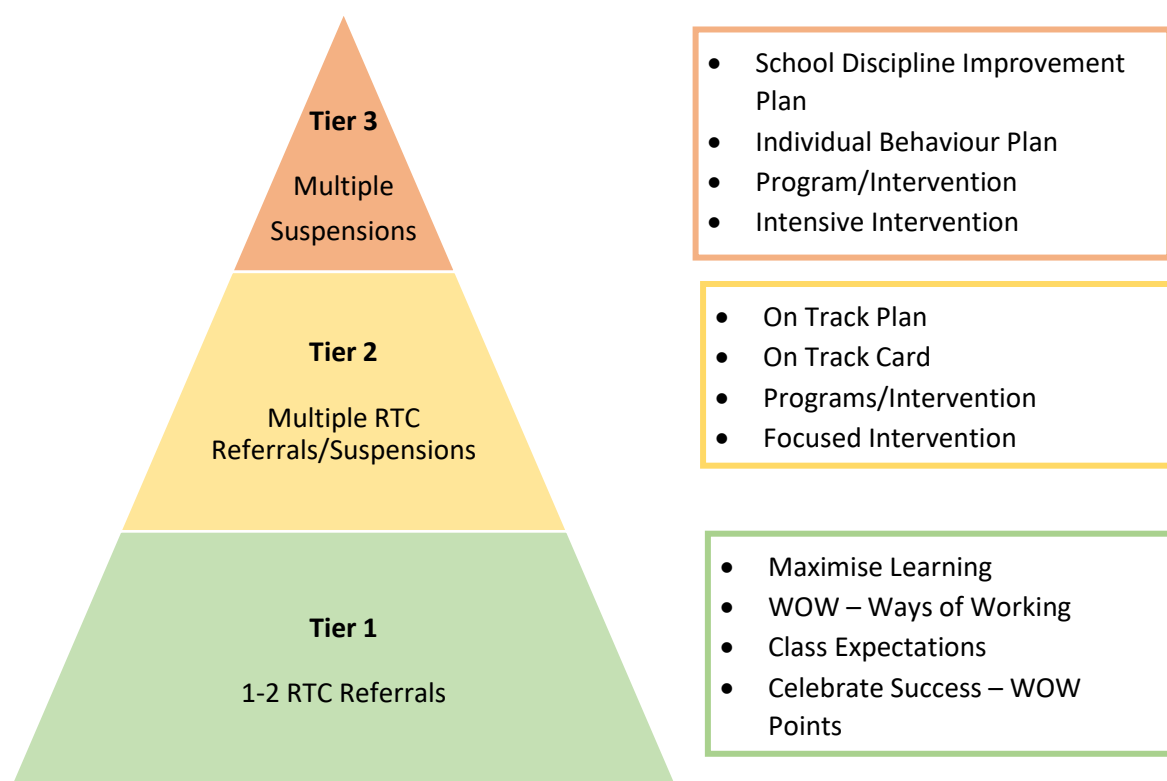 Tier 3
Multiple
Suspensions
• School Discipline Improvement
Plan
• Individual Behaviour Plan
• Program/Intervention
• Intensive Intervention
Tier 2
Multiple RTC
Referrals/Suspensions
• On Track Plan
• On Track Card
• Programs/Intervention
• Focused Intervention
Tier 1
1-2 RTC Referrals
• Maximise Learning
• WOW – Ways of Working
• Class Expectations
• Celebrate Success – WOW
Points